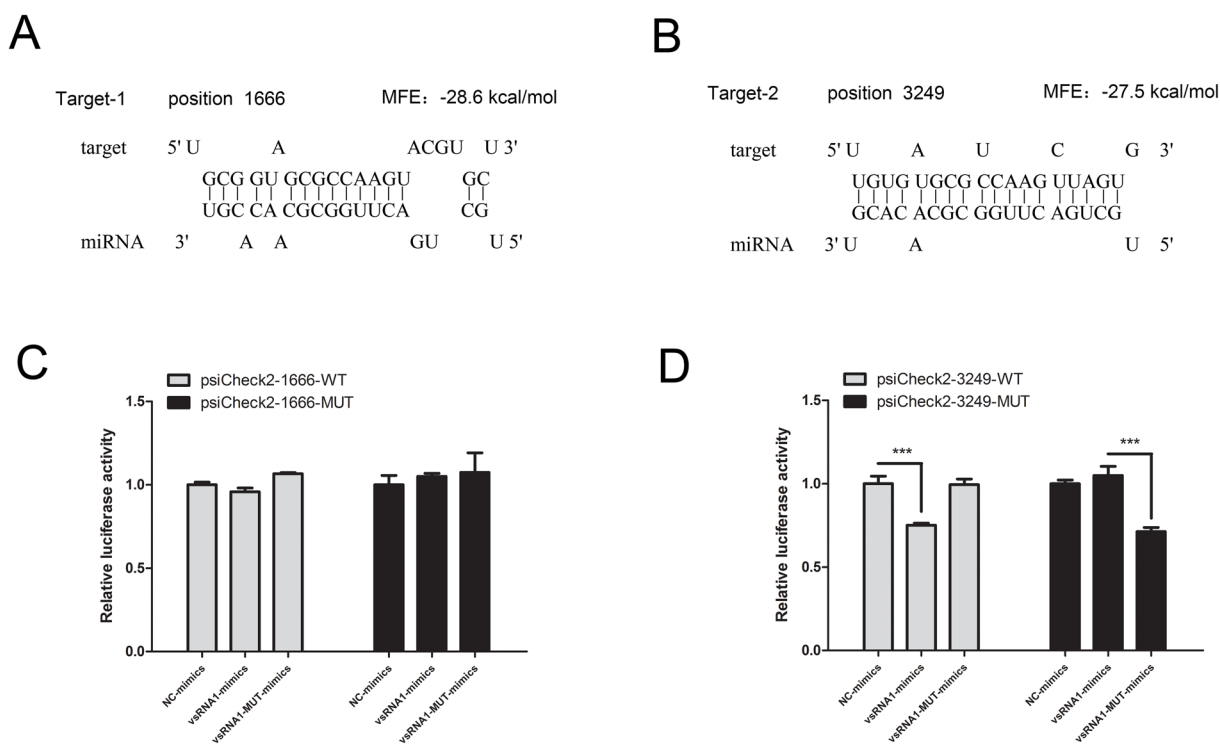 A
Target-1 position 1666 MFE: -28.6 kcal/mol
target 5' U A ACGU U 3'
GCG GU GCGCCAAGU GC
UGC CA CGCGGUUCA CG
miRNA 3' A A GU U 5'
B
Target-2 position 3249 MFE: -27.5 kcal/mol
target 5' U A U C G 3'
UGUG UGCG CCAAG UUAGU
GCAC ACGC GGUUC AGUCG
miRNA 3' U A U 5'
C
psiCheck2-1666-WT
psiCheck2-1666-MUT
Relative luciferase activity
1.5
1.0
0.5
0.0
NC-mimics
vsRNA1-mimics
vsRNA1-MUT-mimics
NC-mimics
vsRNA1-mimics
vsRNA1-MUT-mimics
D
psiCheck2-3249-WT
psiCheck2-3249-MUT
Relative luciferase activity
1.5
1.0
0.5
0.0
***
***
NC-mimics
vsRNA1-mimics
vsRNA1-MUT-mimics
NC-mimics
vsRNA1-mimics
vsRNA1-MUT-mimics